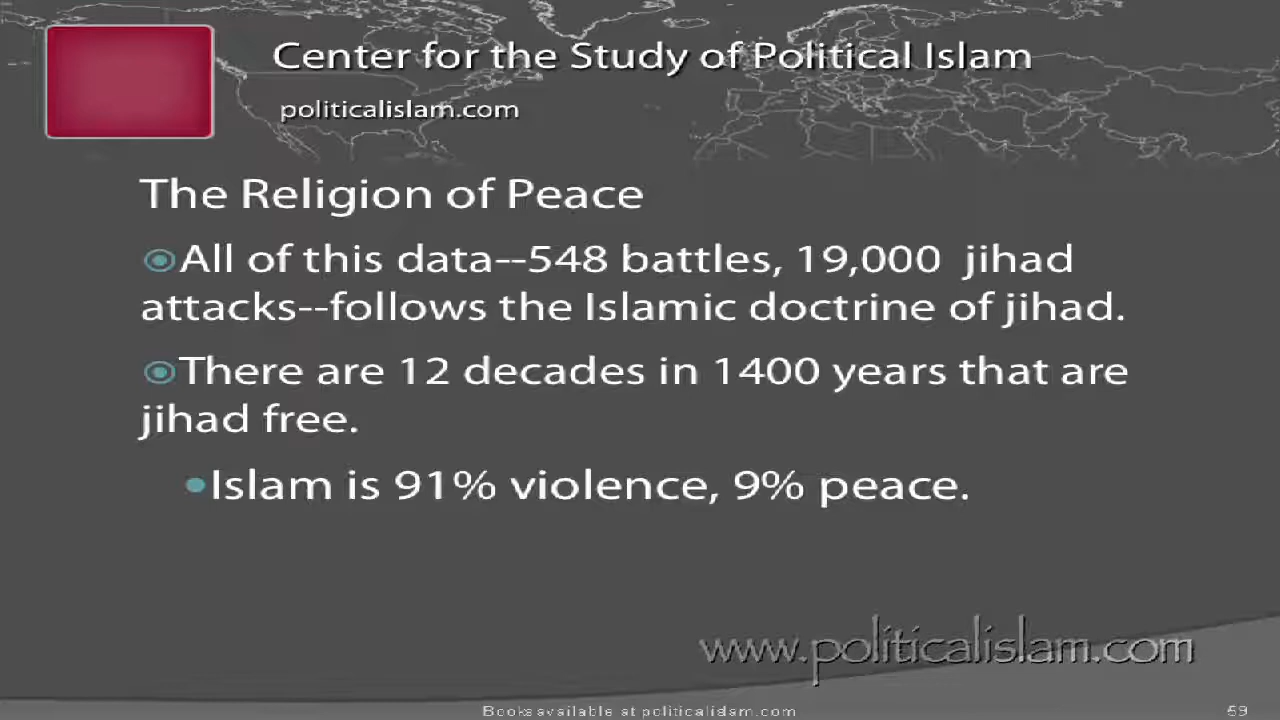 Center for the Study of Political Islam
politicalislam.com
The Religion of Peace
All of this data--548 battles, 19,000 jihad
attacks--follows the Islamic doctrine of jihad.
There are 12 decades in 1400 years that are
jihad free.
Islam is 91% violence, 9% peace.
www.politicalislam.com
Books available at politicalislam.com
59